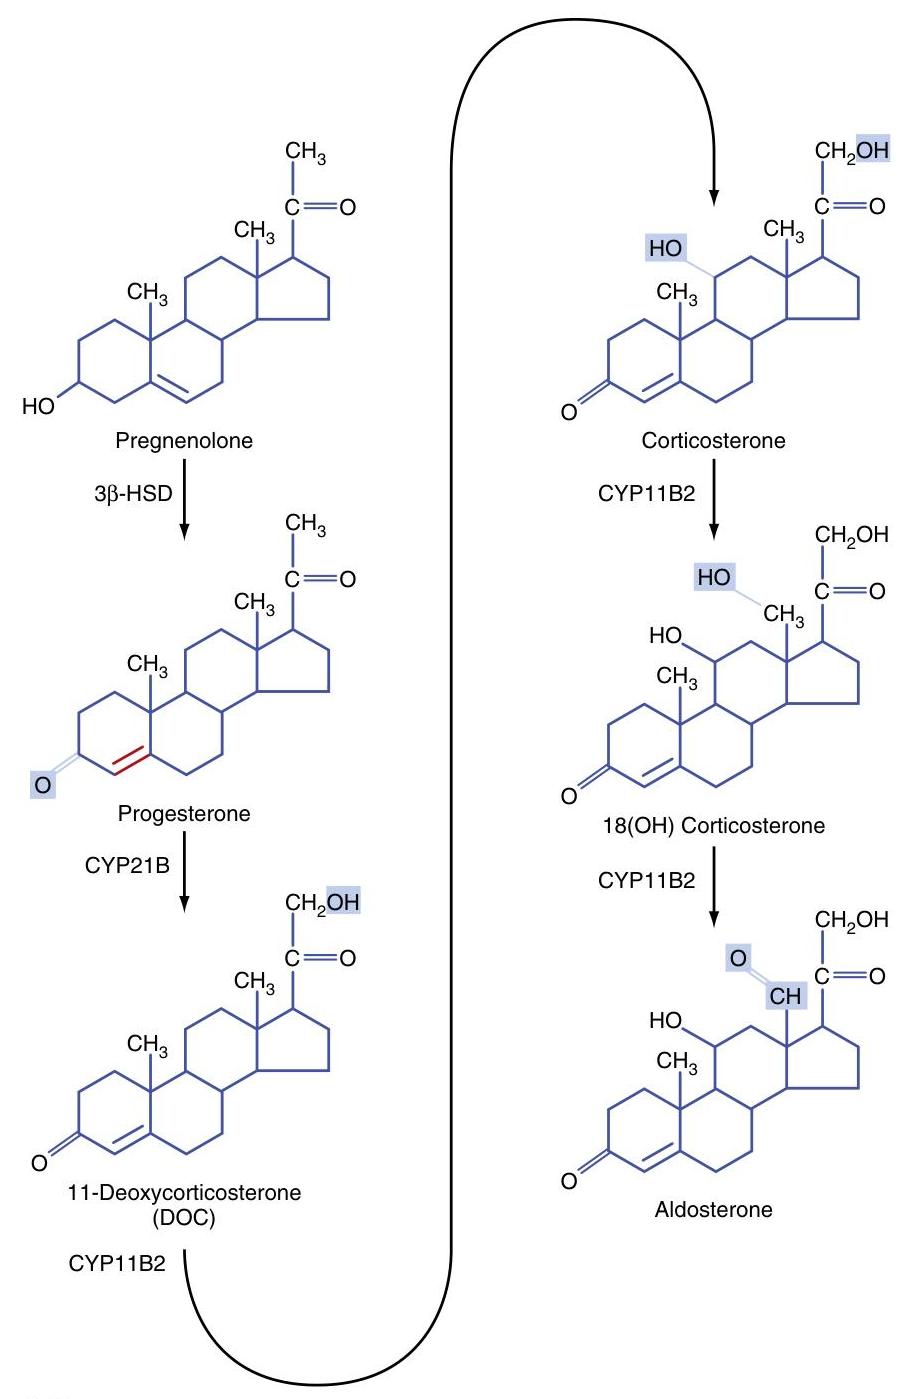 CH3
C=O
CH3
CH3
HO
Pregnenolone
3β-HSD
CH3
C=O
CH3
CH3
O
Progesterone
CYP21B
CH2OH
C=O
CH3
CH3
O
11-Deoxycorticosterone
(DOC)
CYP11B2
CH2OH
C=O
CH3
HO
CH3
O
Corticosterone
CYP11B2
CH2OH
HO
C=O
CH3
HO
CH3
O
18(OH) Corticosterone
CYP11B2
CH2OH
O
C=O
CH
HO
CH3
O
Aldosterone